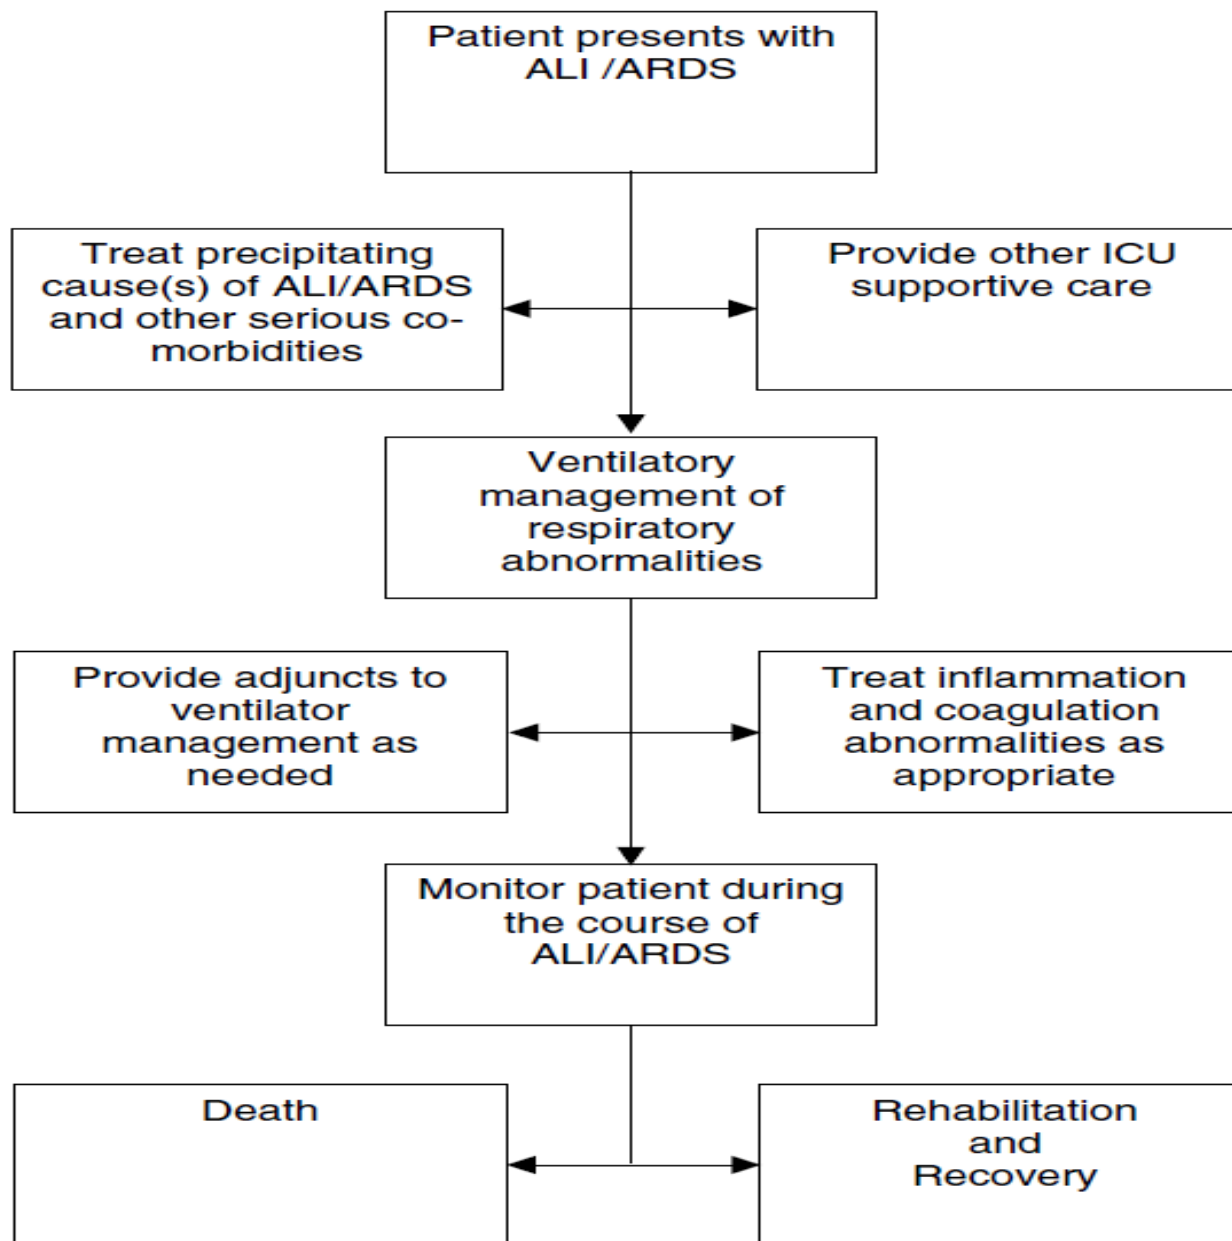 Patient presents with
ALI /ARDS
Treat precipitating
cause(s) of ALI/ARDS
and other serious co-
morbidities
Provide other ICU
supportive care
Ventilatory
management of
respiratory
abnormalities
Provide adjuncts to
ventilator
management as
needed
Treat inflammation
and coagulation
abnormalities as
appropriate
Monitor patient during
the course of
ALI/ARDS
Death
Rehabilitation
and
Recovery